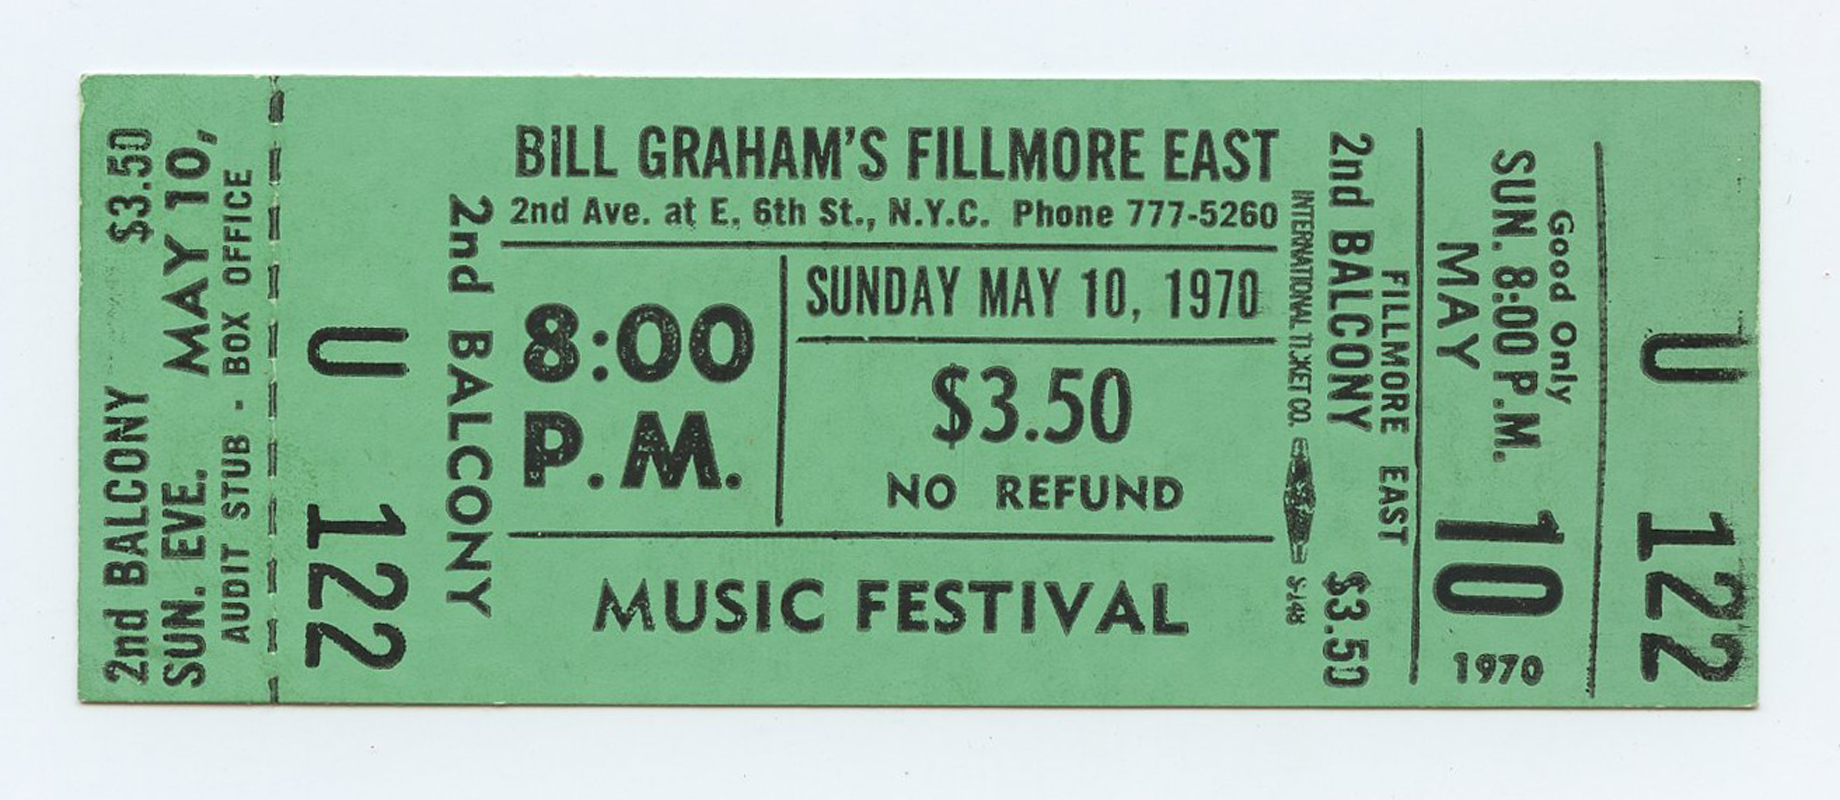 2nd BALCONY $3.50
SUN. EVE. MAY 10,
AUDIT STUB - BOX OFFICE
U 122
2nd BALCONY
BILL GRAHAM'S FILLMORE EAST
2nd Ave. at E. 6th St., N.Y.C. Phone 777-5260
8:00
P.M.
SUNDAY MAY 10, 1970
$3.50
NO REFUND
MUSIC FESTIVAL
INTERNATIONAL TICKET CO. S-148
2nd BALCONY $3.50
FILLMORE EAST
MAY 10
1970
SUN. 8:00 P.M.
Good Only
U 122